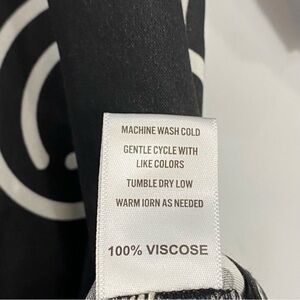 MACHINE WASH COLD
GENTLE CYCLE WITH
LIKE COLORS
TUMBLE DRY LOW
WARM IORN AS NEEDED
100% VISCOSE